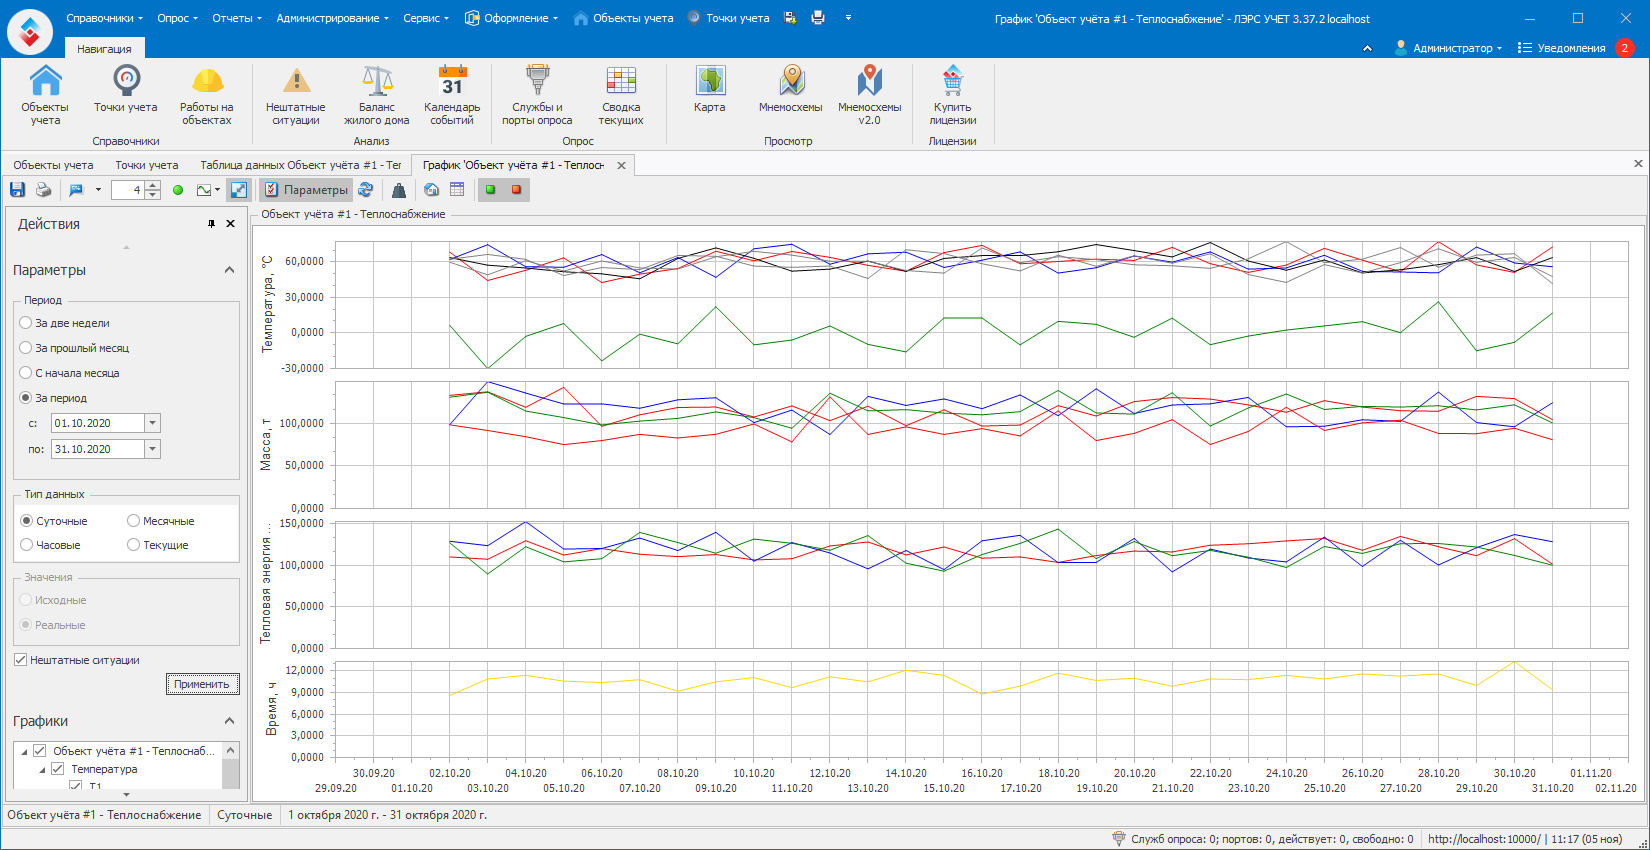 Справочники Опрос Отчеты Администрирование Сервис Оформление Объекты учета Точки учета График 'Объект учёта #1 - Теплоснабжение' - ЛЭРС УЧЕТ 3.37.2 localhost
Навигация Администратор Уведомления 2
Объекты учета Точки учета Работы на объектах Нештатные ситуации Баланс жилого дома 31 Календарь событий Службы и порты опроса Сводка текущих Карта Мнемосхемы Мнемосхемы v2.0 Купить лицензии
Справочники Анализ Опрос Просмотр Лицензии
Объекты учета Точки учета Таблица данных Объект учёта #1 - Тег График 'Объект учёта #1 - Теплосн
4 Параметры
Действия
Параметры
Период
За две недели
За прошлый месяц
С начала месяца
За период
с: 01.10.2020
по: 31.10.2020
Тип данных
Суточные Месячные
Часовые Текущие
Значения
Исходные
Реальные
Нештатные ситуации
Применить
Графики
Объект учёта #1 - Теплоснаб...
Температура
T1
Объект учёта #1 - Теплоснабжение
Температура, °C
60,0000
30,0000
0,0000
-30,0000
Масса, т
100,0000
50,0000
0,0000
Тепловая энергия ...
150,0000
100,0000
50,0000
0,0000
Время, ч
12,0000
9,0000
6,0000
3,0000
0,0000
30.09.20 02.10.20 04.10.20 06.10.20 08.10.20 10.10.20 12.10.20 14.10.20 16.10.20 18.10.20 20.10.20 22.10.20 24.10.20 26.10.20 28.10.20 30.10.20 01.11.20
29.09.20 01.10.20 03.10.20 05.10.20 07.10.20 09.10.20 11.10.20 13.10.20 15.10.20 17.10.20 19.10.20 21.10.20 23.10.20 25.10.20 27.10.20 29.10.20 31.10.20 02.11.20
Объект учёта #1 - Теплоснабжение Суточные 1 октября 2020 г. - 31 октября 2020 г.
Служб опроса: 0; портов: 0, действует: 0, свободно: 0 http://localhost:10000/ | 11:17 (05 ноя)